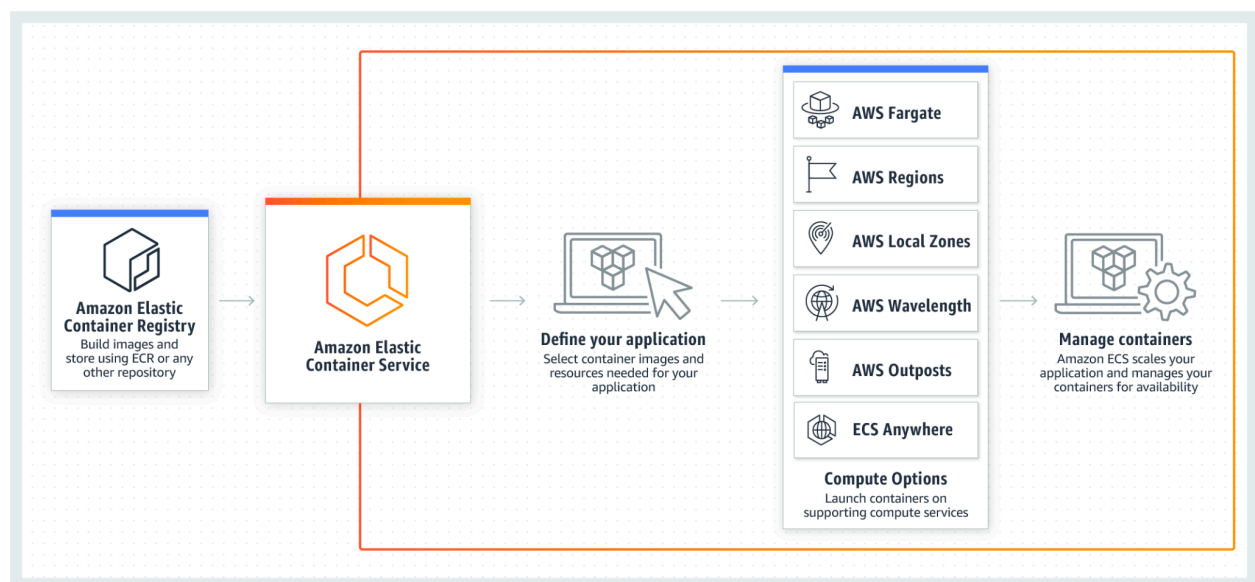 Amazon Elastic
Container Registry
Build images and
store using ECR or any
other repository
Amazon Elastic
Container Service
Define your application
Select container images and
resources needed for your
application
AWS Fargate
AWS Regions
AWS Local Zones
AWS Wavelength
AWS Outposts
ECS Anywhere
Compute Options
Launch containers on
supporting compute services
Manage containers
Amazon ECS scales your
application and manages your
containers for availability